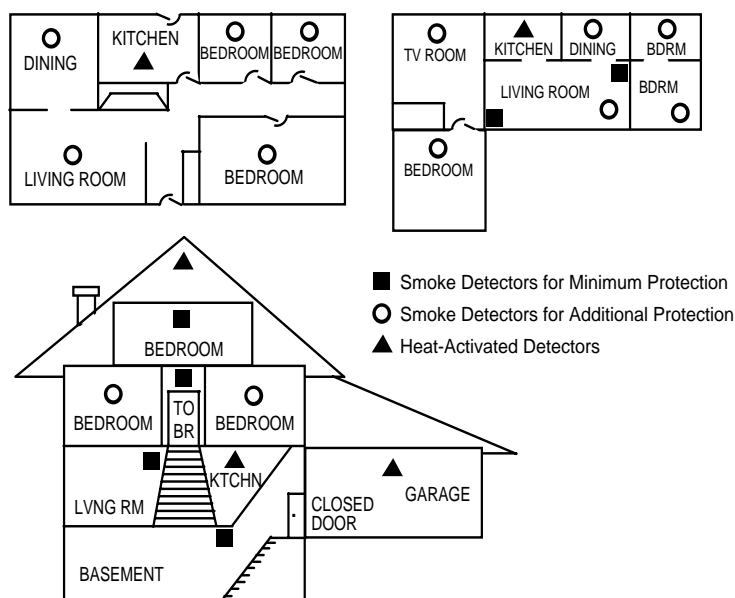 KITCHEN
DINING
BEDROOM
BEDROOM
LIVING ROOM
BEDROOM
TV ROOM
KITCHEN
DINING
BDRM
LIVING ROOM
BDRM
BEDROOM
Smoke Detectors for Minimum Protection
Smoke Detectors for Additional Protection
Heat-Activated Detectors
BEDROOM
BEDROOM
TO
BR
BEDROOM
LVNG RM
KTCHN
CLOSED
DOOR
GARAGE
BASEMENT